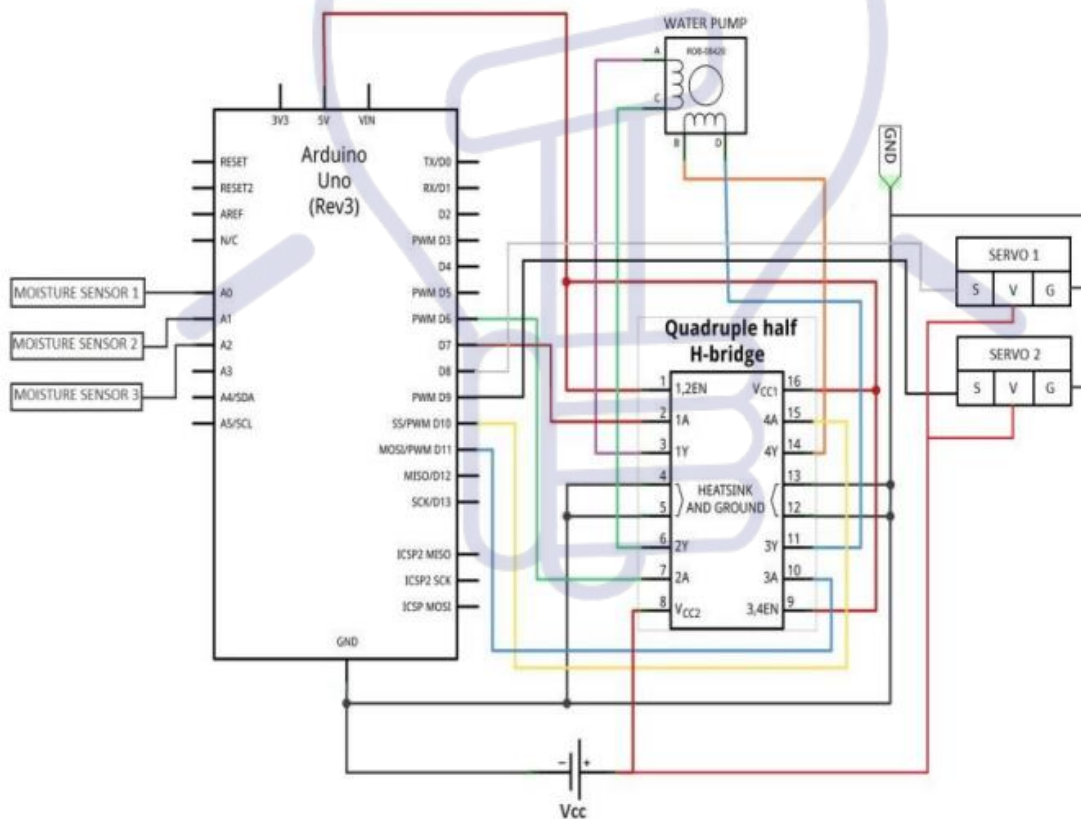 WATER PUMP
ROB-08420
A
C
B
D
3V3
5V
VIN
Arduino
Uno
(Rev3)
RESET
RESET2
AREF
N/C
A0
A1
A2
A3
A4/SDA
A5/SCL
TX/D0
RX/D1
D2
PWM D3
D4
PWM D5
PWM D6
D7
D8
PWM D9
SS/PWM D10
MOSI/PWM D11
MISO/D12
SCK/D13
ICSP2 MISO
ICSP2 SCK
ICSP MOSI
GND
MOISTURE SENSOR 1
MOISTURE SENSOR 2
MOISTURE SENSOR 3
GND
SERVO 1
S V G
SERVO 2
S V G
Quadruple half
H-bridge
1 1,2EN VCC1 16
2 1A 4A 15
3 1Y 4Y 14
4 13
HEATSINK
AND GROUND
5 12
6 2Y 3Y 11
7 2A 3A 10
8 VCC2 3,4EN 9
- +
Vcc